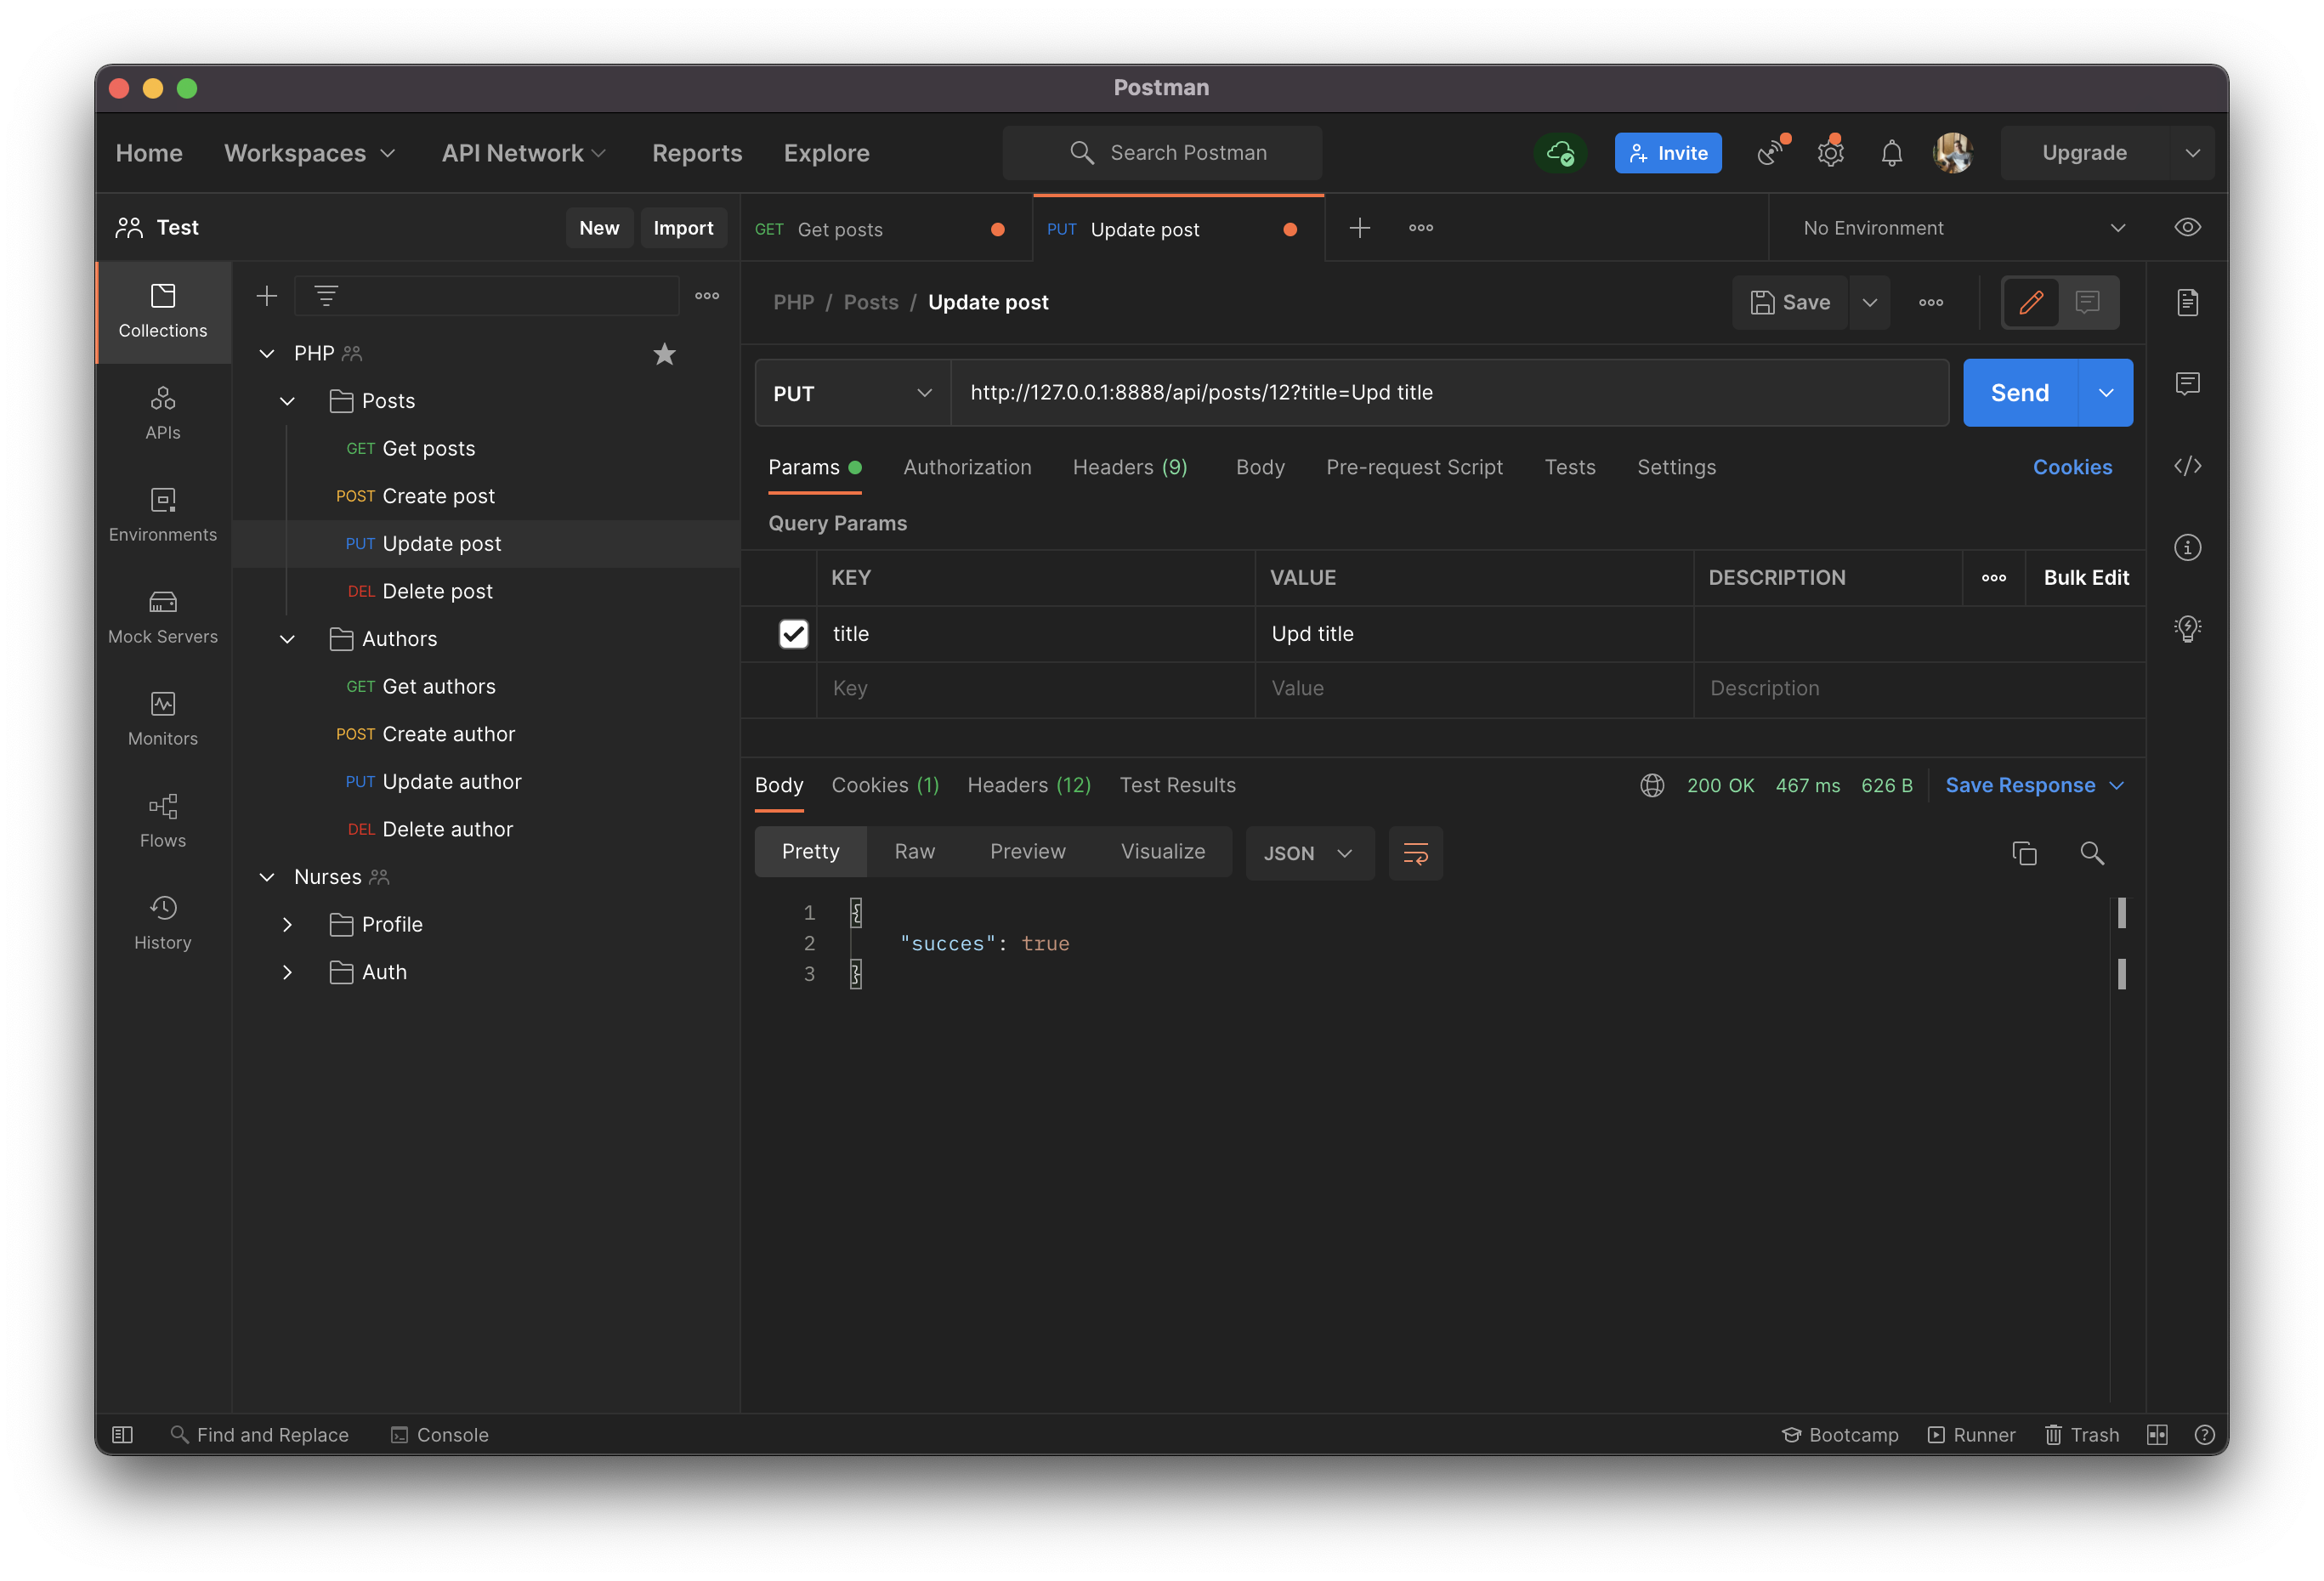 Postman
Home Workspaces API Network Reports Explore Search Postman Invite Upgrade
Test New Import GET Get posts PUT Update post No Environment
Collections
APIs
Environments
Mock Servers
Monitors
Flows
History
PHP
Posts
GET Get posts
POST Create post
PUT Update post
DEL Delete post
Authors
GET Get authors
POST Create author
PUT Update author
DEL Delete author
Nurses
Profile
Auth
PHP / Posts / Update post Save
PUT http://127.0.0.1:8888/api/posts/12?title=Upd title Send
Params Authorization Headers (9) Body Pre-request Script Tests Settings Cookies
Query Params
KEY VALUE DESCRIPTION Bulk Edit
title Upd title
Key Value Description
Body Cookies (1) Headers (12) Test Results 200 OK 467 ms 626 B Save Response
Pretty Raw Preview Visualize JSON
1 {
2 "succes": true
3 }
Find and Replace Console Bootcamp Runner Trash